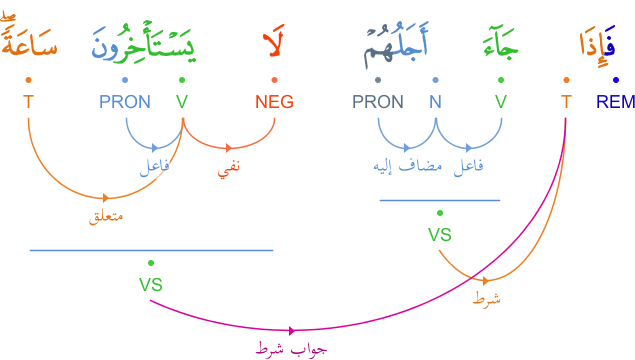 فَإِذَا جَآءَ أَجَلُهُمْ لَا يَسْتَأْخِرُونَ سَاعَةً ۖ
REM T V N PRON NEG V PRON T
فاعل مضاف إليه نفي فاعل
متعلق
VS
VS
شرط
جواب شرط